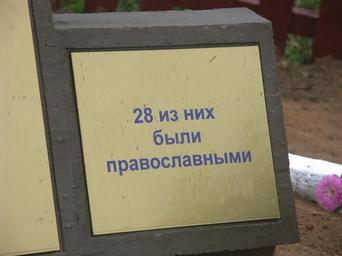 28 из них
были
православными